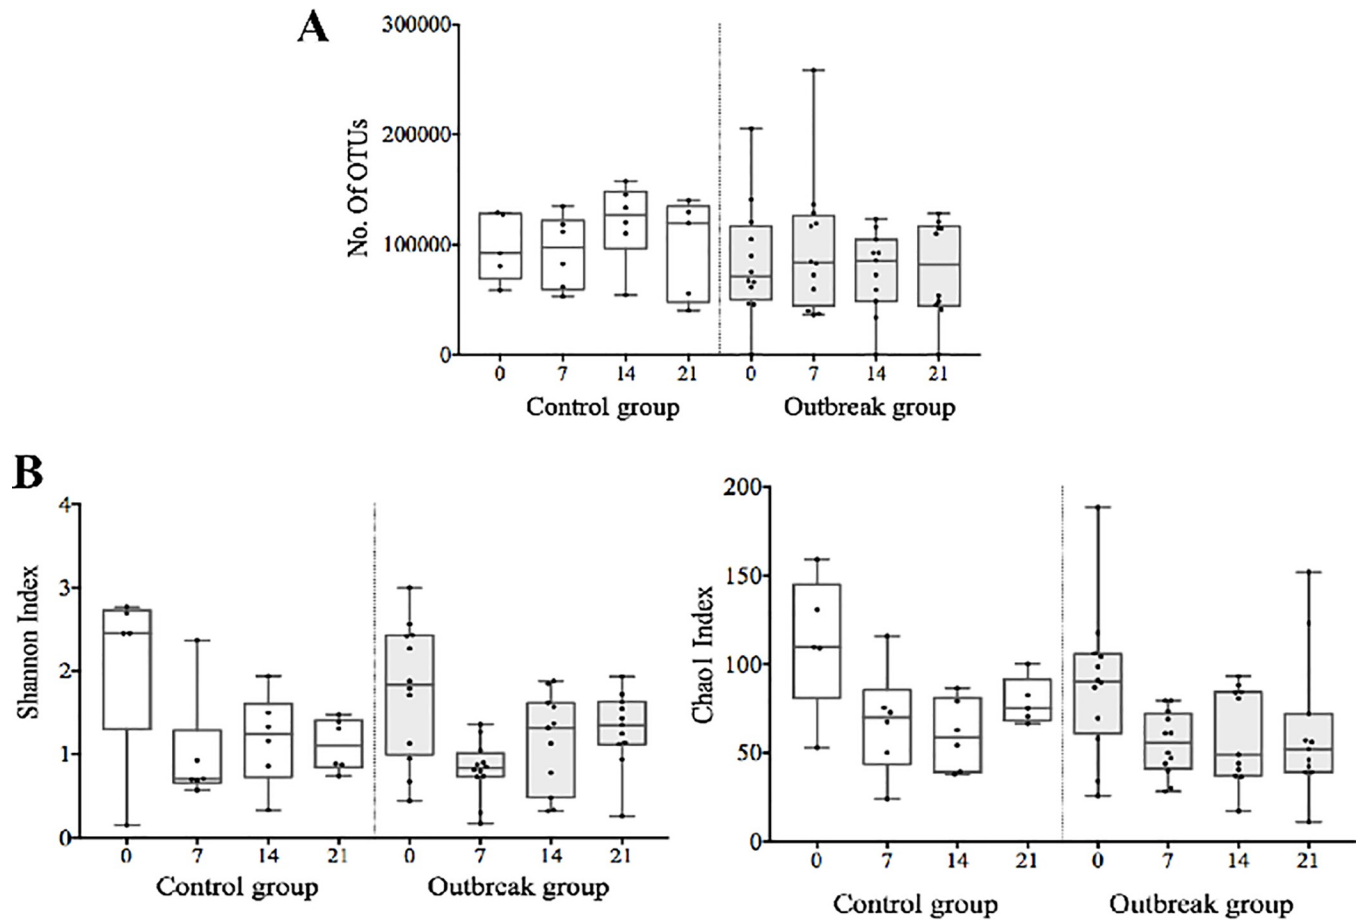 A
300000
200000
100000
0
No. Of OTUs
0 7 14 21 0 7 14 21
Control group Outbreak group
B
4
3
2
1
0
Shannon Index
0 7 14 21 0 7 14 21
Control group Outbreak group
200
150
100
50
0
Chao1 Index
0 7 14 21 0 7 14 21
Control group Outbreak group